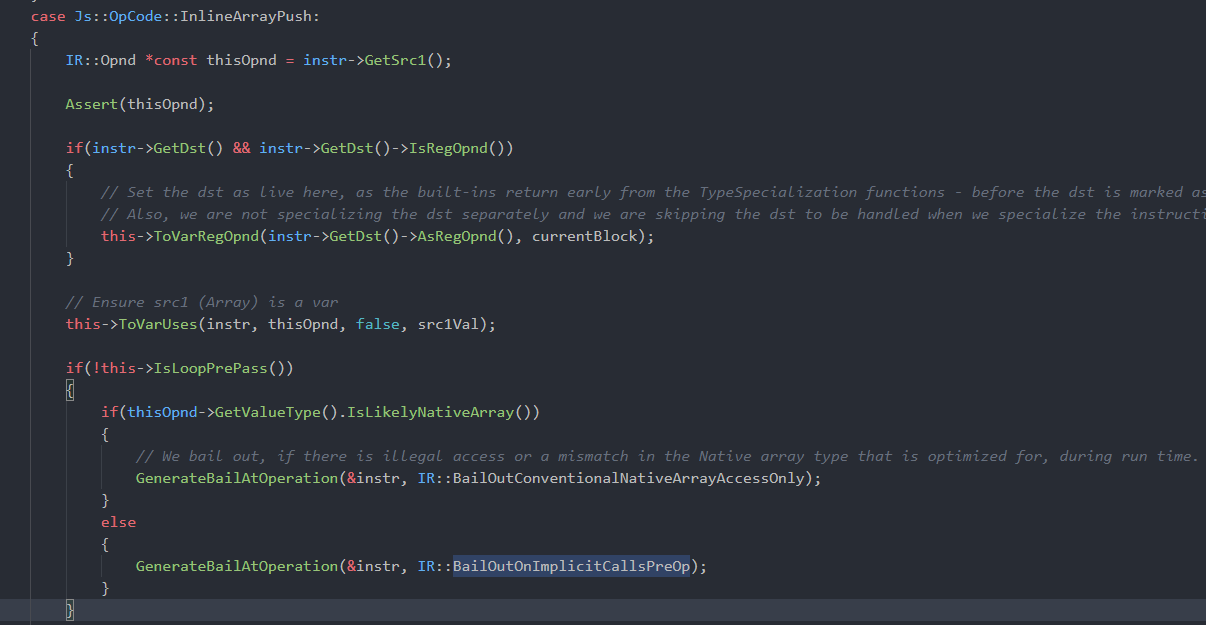 case Js::OpCode::InlineArrayPush:
{
IR::Opnd *const thisOpnd = instr->GetSrc1();
Assert(thisOpnd);
if(instr->GetDst() && instr->GetDst()->IsRegOpnd())
{
// Set the dst as live here, as the built-ins return early from the TypeSpecialization functions - before the dst is marked as
// Also, we are not specializing the dst separately and we are skipping the dst to be handled when we specialize the
this->ToVarRegOpnd(instr->GetDst()->AsRegOpnd(), currentBlock);
}
// Ensure src1 (Array) is a var
this->ToVarUses(instr, thisOpnd, false, src1Val);
if(!this->IsLoopPrePass())
{
if(thisOpnd->GetValueType().IsLikelyNativeArray())
{
// We bail out, if there is illegal access or a mismatch in the Native array type that is optimized for, during run time.
GenerateBailAtOperation(&instr, IR::BailOutConventionalNativeArrayAccessOnly);
}
else
{
GenerateBailAtOperation(&instr, IR::BailOutOnImplicitCallsPreOp);
}
}